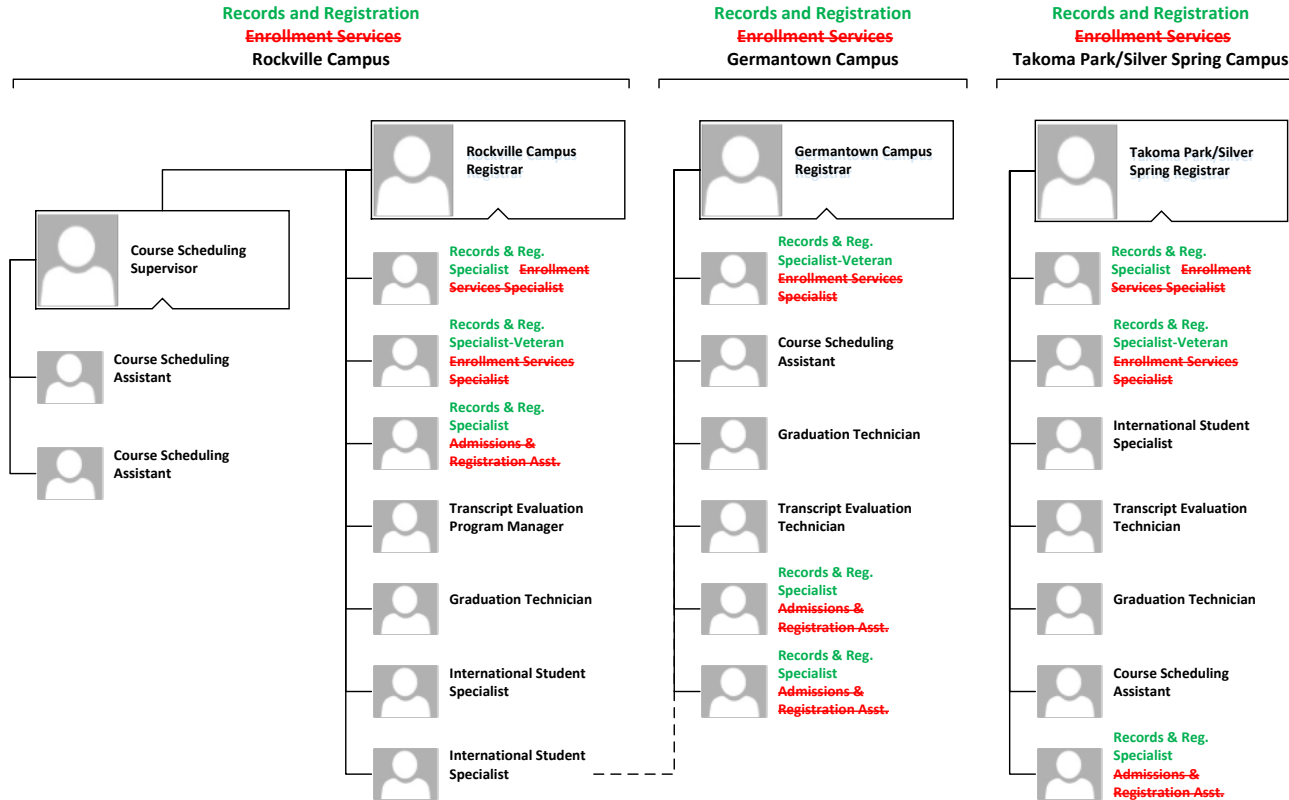 Records and Registration
Enrollment Services
Rockville Campus
Records and Registration
Enrollment Services
Germantown Campus
Records and Registration
Enrollment Services
Takoma Park/Silver Spring Campus
Course Scheduling
Supervisor
Course Scheduling
Assistant
Course Scheduling
Assistant
Rockville Campus
Registrar
Records & Reg.
Specialist Enrollment
Services Specialist
Records & Reg.
Specialist-Veteran
Enrollment Services
Specialist
Records & Reg.
Specialist
Admissions &
Registration Asst.
Transcript Evaluation
Program Manager
Graduation Technician
International Student
Specialist
International Student
Specialist
Germantown Campus
Registrar
Records & Reg.
Specialist-Veteran
Enrollment Services
Specialist
Course Scheduling
Assistant
Graduation Technician
Transcript Evaluation
Technician
Records & Reg.
Specialist
Admissions &
Registration Asst.
Records & Reg.
Specialist
Admissions &
Registration Asst.
Takoma Park/Silver
Spring Registrar
Records & Reg.
Specialist Enrollment
Services Specialist
Records & Reg.
Specialist-Veteran
Enrollment Services
Specialist
International Student
Specialist
Transcript Evaluation
Technician
Graduation Technician
Course Scheduling
Assistant
Records & Reg.
Specialist
Admissions &
Registration Asst.